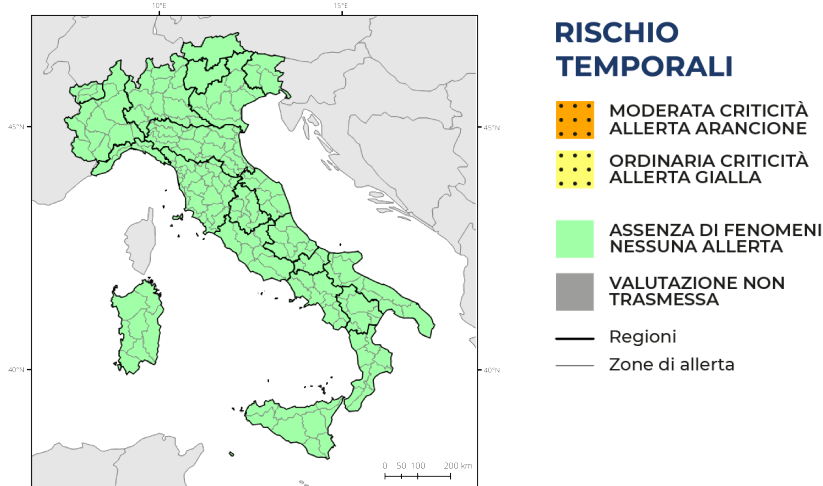 10°E 15°E
RISCHIO
TEMPORALI
MODERATA CRITICITÀ
ALLERTA ARANCIONE
45°N 45°N
ORDINARIA CRITICITÀ
ALLERTA GIALLA
ASSENZA DI FENOMENI
NESSUNA ALLERTA
VALUTAZIONE NON
TRASMESSA
Regioni
Zone di allerta
40°N 40°N
0 50 100 200 km